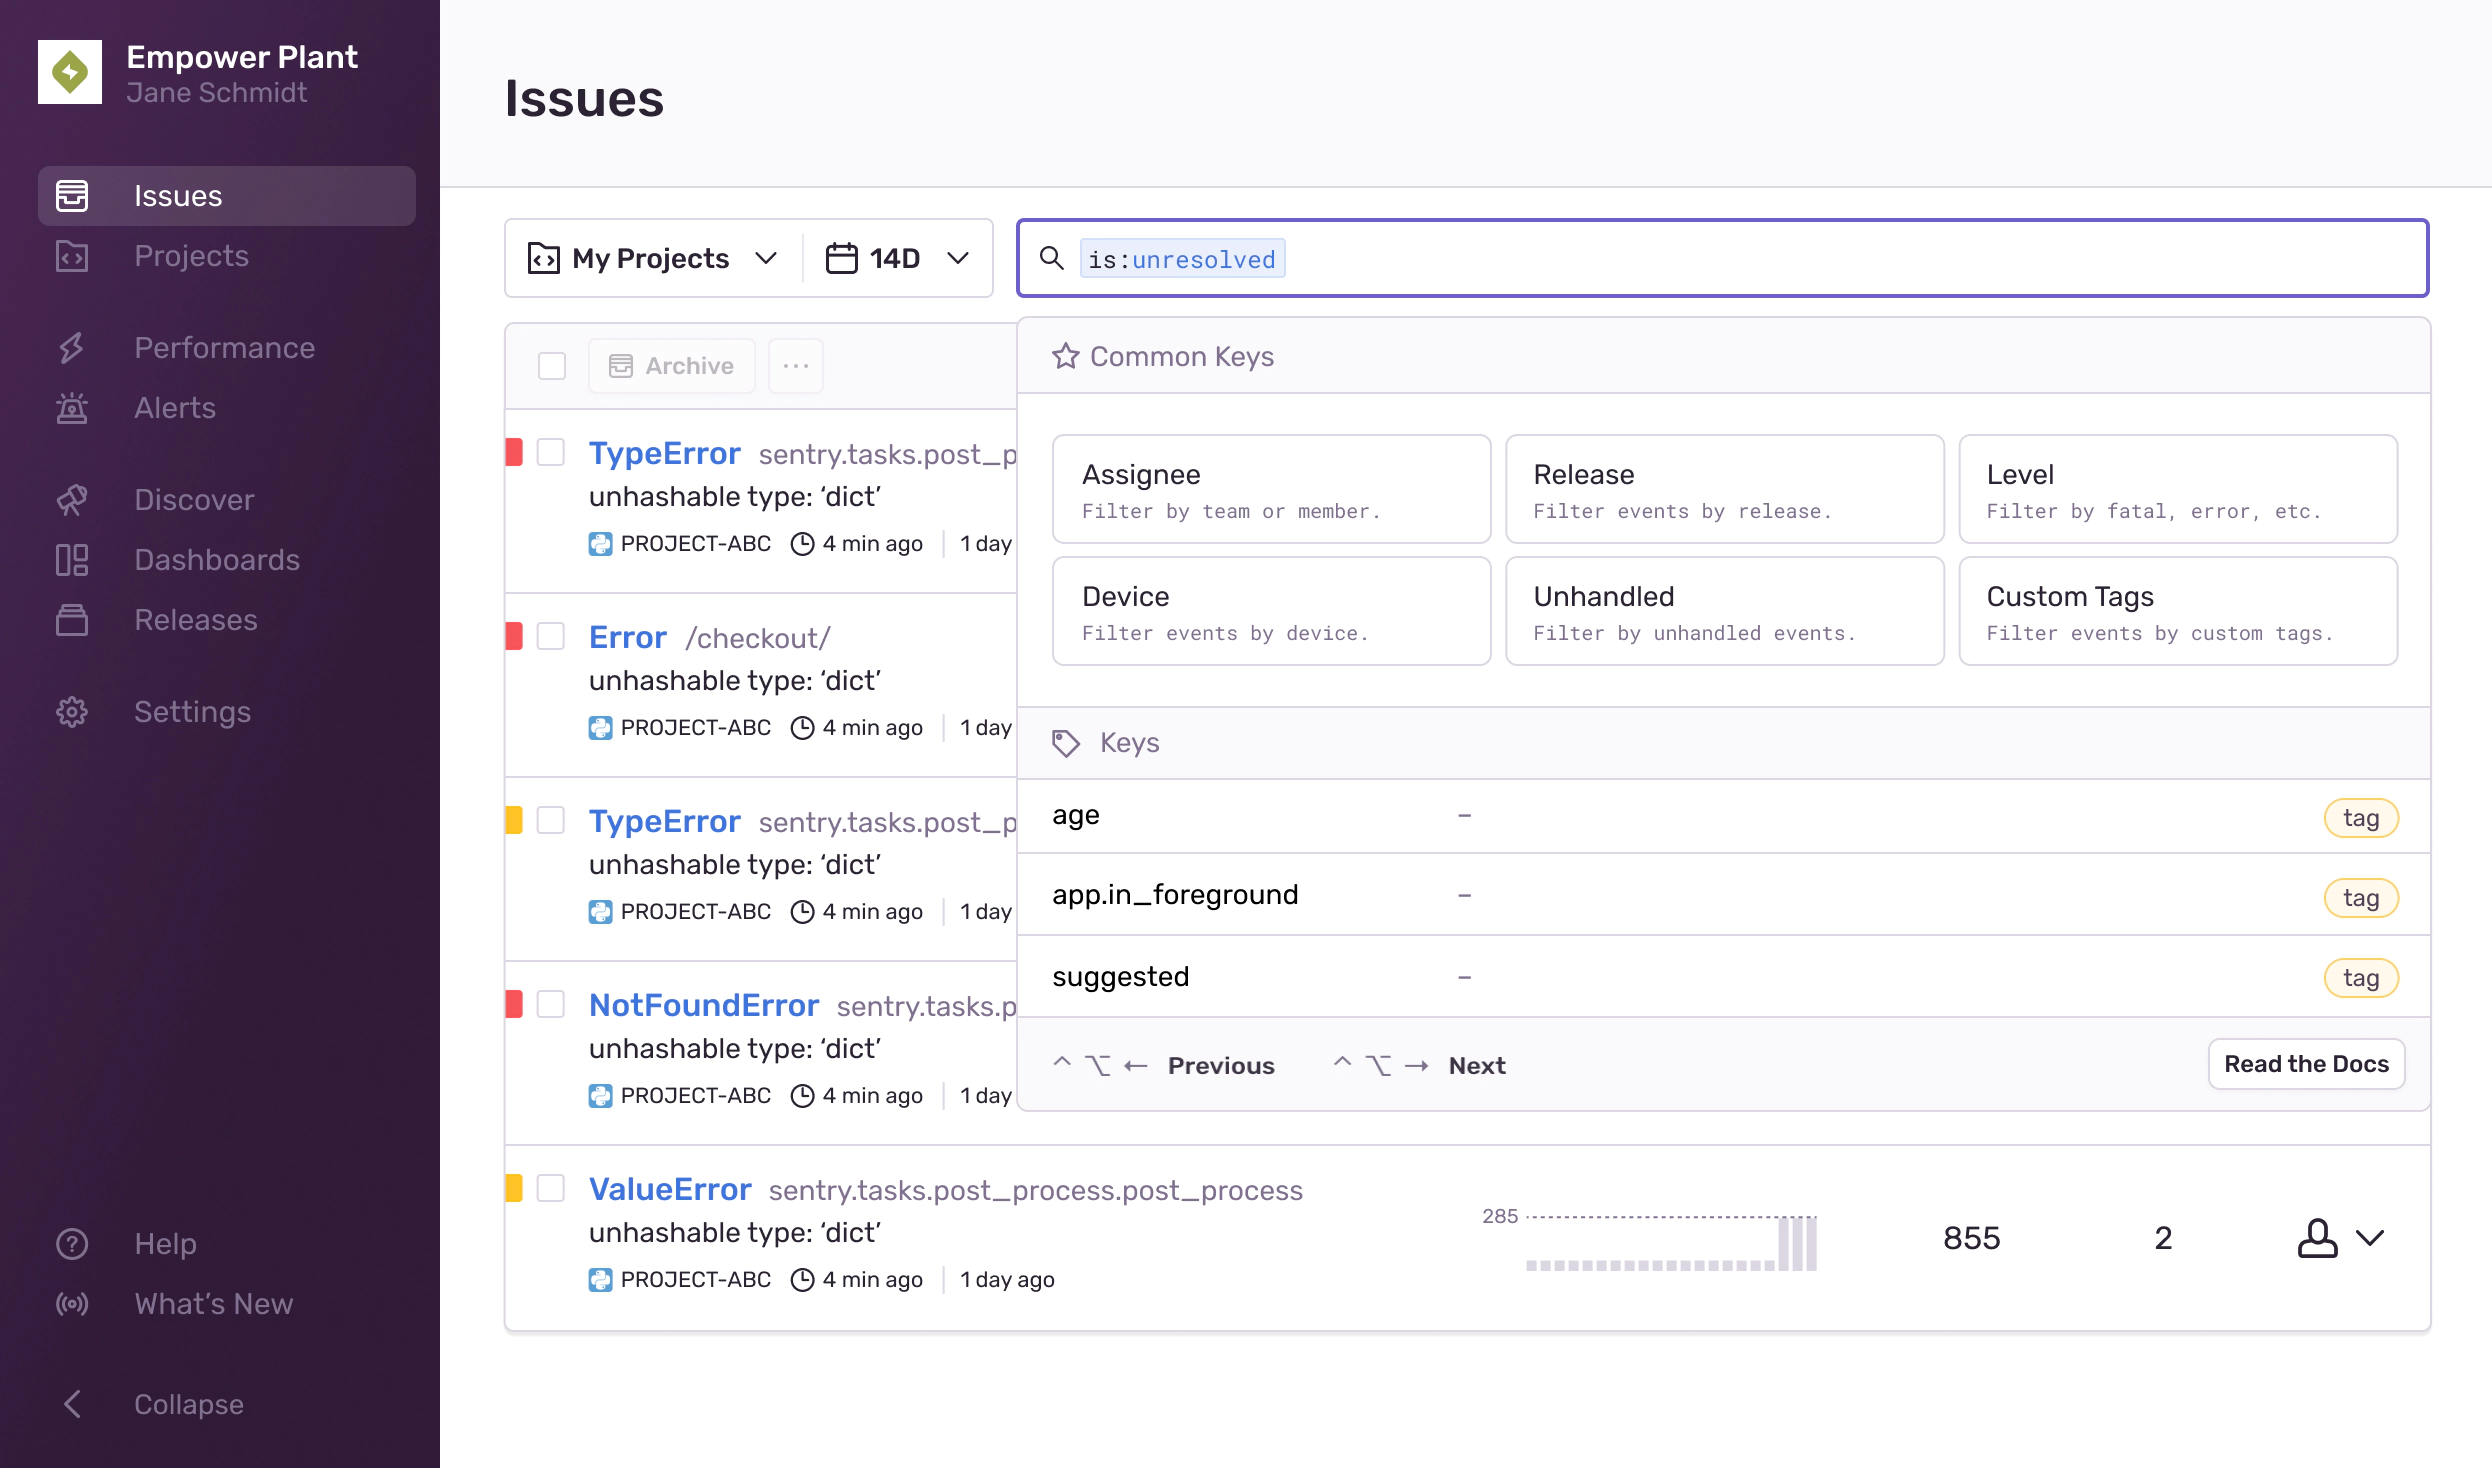 Empower Plant
Jane Schmidt
Issues
Projects
Performance
Alerts
Discover
Dashboards
Releases
Settings
Help
What’s New
Collapse
Issues
My Projects
14D
is:unresolved
Archive
Common Keys
Assignee
Filter by team or member.
Release
Filter events by release.
Level
Filter by fatal, error, etc.
Device
Filter events by device.
Unhandled
Filter by unhandled events.
Custom Tags
Filter events by custom tags.
Keys
age – tag
app.in_foreground – tag
suggested – tag
^ ⌥ ← Previous ^ ⌥ → Next
Read the Docs
TypeError sentry.tasks.post_p
unhashable type: ‘dict’
PROJECT-ABC 4 min ago | 1 day
Error /checkout/
unhashable type: ‘dict’
PROJECT-ABC 4 min ago | 1 day
TypeError sentry.tasks.post_p
unhashable type: ‘dict’
PROJECT-ABC 4 min ago | 1 day
NotFoundError sentry.tasks.p
unhashable type: ‘dict’
PROJECT-ABC 4 min ago | 1 day
ValueError sentry.tasks.post_process.post_process
unhashable type: ‘dict’
PROJECT-ABC 4 min ago | 1 day ago
285
855
2